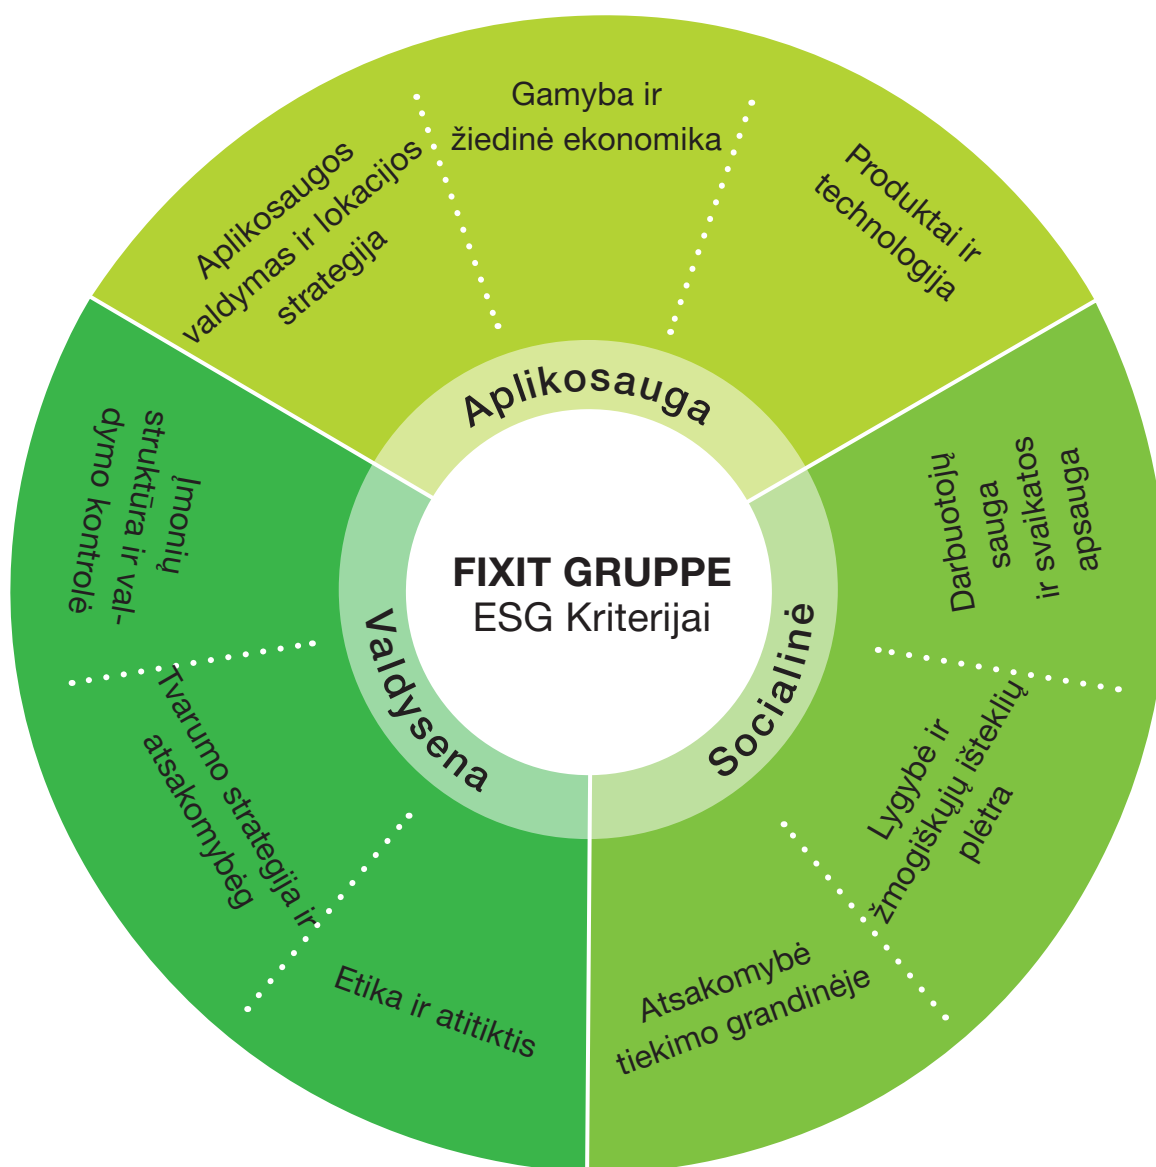 Gamyba ir
žiedinė ekonomika
Produktai ir
technologija
Aplikosaugos
valdymas ir lokacijos
strategija
Aplikosauga
Darbuotojų
sauga
ir svaikatos
apsauga
Lygybė ir
žmogiškųjų išteklių
plėtra
Atsakomybė
tiekimo grandinėje
Socialinė
Etika ir atitiktis
Tvarumo strategija ir
atsakomybėg
Įmonių
struktūra ir val-
dymo kontrolė
Valdysena
FIXIT GRUPPE
ESG Kriterijai